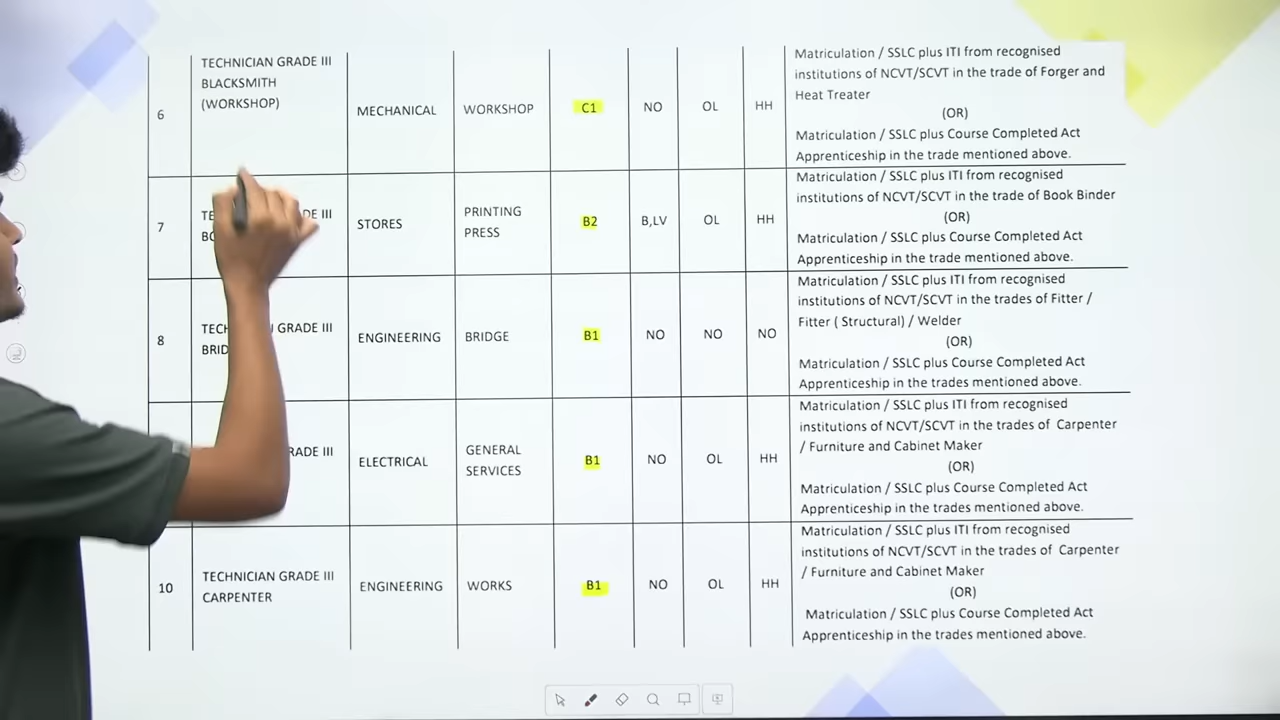 TECHNICIAN GRADE III
BLACKSMITH
(WORKSHOP)
6
MECHANICAL
WORKSHOP
C1
NO
OL
HH
Matriculation / SSLC plus ITI from recognised
institutions of NCVT/SCVT in the trade of Forger and
Heat Treater
(OR)
Matriculation / SSLC plus Course Completed Act
Apprenticeship in the trade mentioned above.
7
III
STORES
PRINTING
PRESS
B2
B,LV
OL
HH
Matriculation / SSLC plus ITI from recognised
institutions of NCVT/SCVT in the trade of Book Binder
(OR)
Matriculation / SSLC plus Course Completed Act
Apprenticeship in the trade mentioned above.
8
GRADE III
ENGINEERING
BRIDGE
B1
NO
NO
NO
Matriculation / SSLC plus ITI from recognised
institutions of NCVT/SCVT in the trades of Fitter /
Fitter ( Structural) / Welder
(OR)
Matriculation / SSLC plus Course Completed Act
Apprenticeship in the trades mentioned above.
III
ELECTRICAL
GENERAL
SERVICES
B1
NO
OL
HH
Matriculation / SSLC plus ITI from recognised
institutions of NCVT/SCVT in the trades of Carpenter
/ Furniture and Cabinet Maker
(OR)
Matriculation / SSLC plus Course Completed Act
Apprenticeship in the trades mentioned above.
10
TECHNICIAN GRADE III
CARPENTER
ENGINEERING
WORKS
B1
NO
OL
HH
Matriculation / SSLC plus ITI from recognised
institutions of NCVT/SCVT in the trades of Carpenter
/ Furniture and Cabinet Maker
(OR)
Matriculation / SSLC plus Course Completed Act
Apprenticeship in the trades mentioned above.